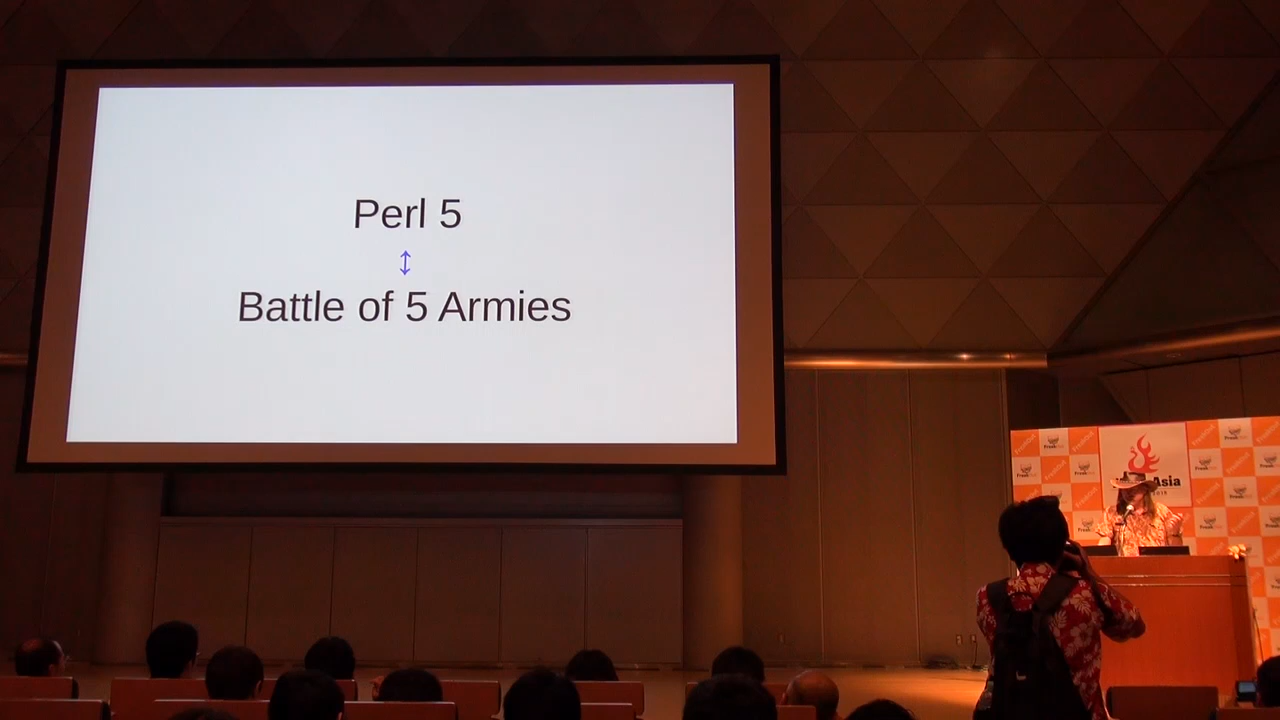 Perl 5
↕
Battle of 5 Armies
Asia